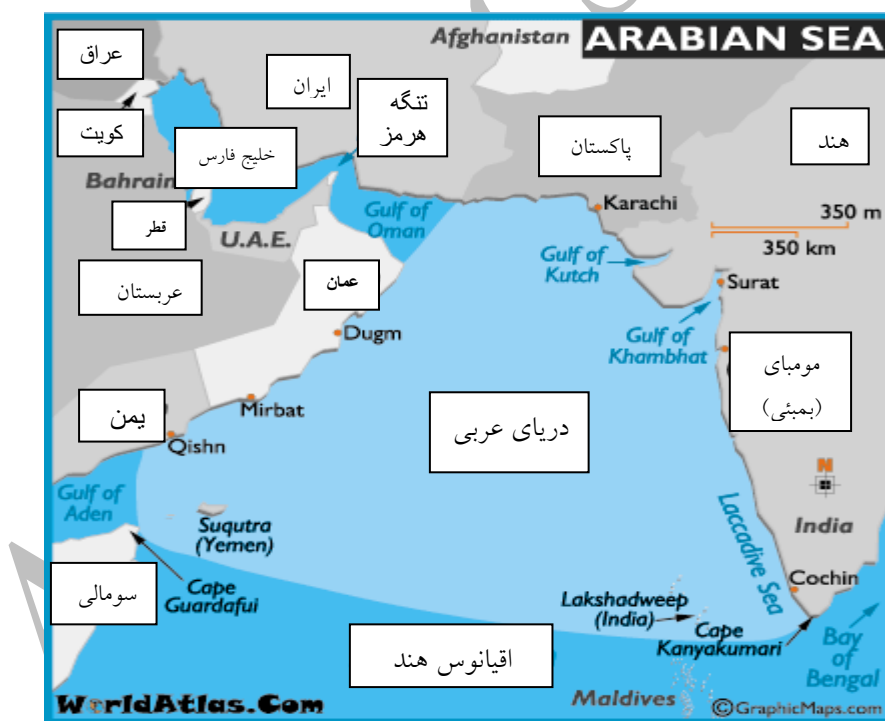 Afghanistan
ARABIAN SEA
عراق
ایران
تنگه
هرمز
پاکستان
هند
کویت
خلیج فارس
Bahrain
قطر
U.A.E.
Gulf of
Oman
Karachi
350 m
350 km
Gulf of
Kutch
Surat
عربستان
عمان
Dugm
Gulf of
Khambhat
مومبای
(بمبئی)
یمن
Mirbat
دریای عربی
Qishn
Gulf of
Aden
Suqutra
(Yemen)
N
India
Laccadive Sea
سومالی
Cape
Guardafui
Lakshadweep
(India)
Cochin
Cape
Kanyakumari
Bay
of
Bengal
اقیانوس هند
Maldives
WorldAtlas.Com
©GraphicMaps.com